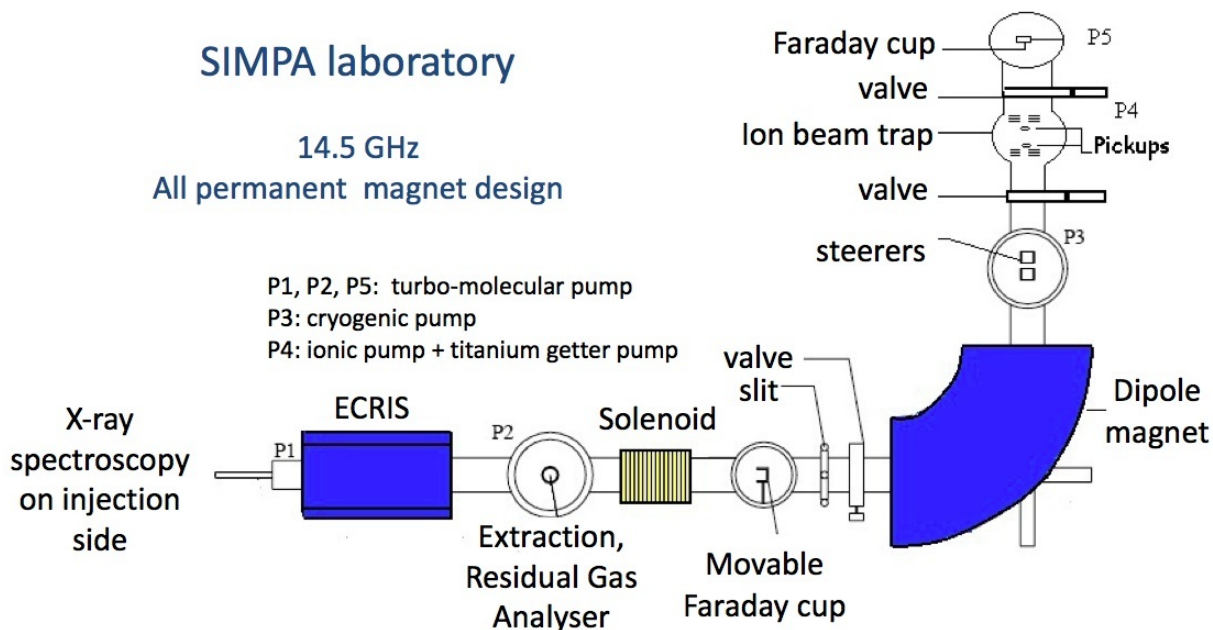 SIMPA laboratory
14.5 GHz
All permanent magnet design
P1, P2, P5: turbo-molecular pump
P3: cryogenic pump
P4: ionic pump + titanium getter pump
Faraday cup
P5
valve
P4
Ion beam trap
Pickups
valve
P3
steerers
valve
slit
Dipole
magnet
ECRIS
Solenoid
P2
P1
X-ray
spectroscopy
on injection
side
Extraction,
Residual Gas
Analyser
Movable
Faraday cup